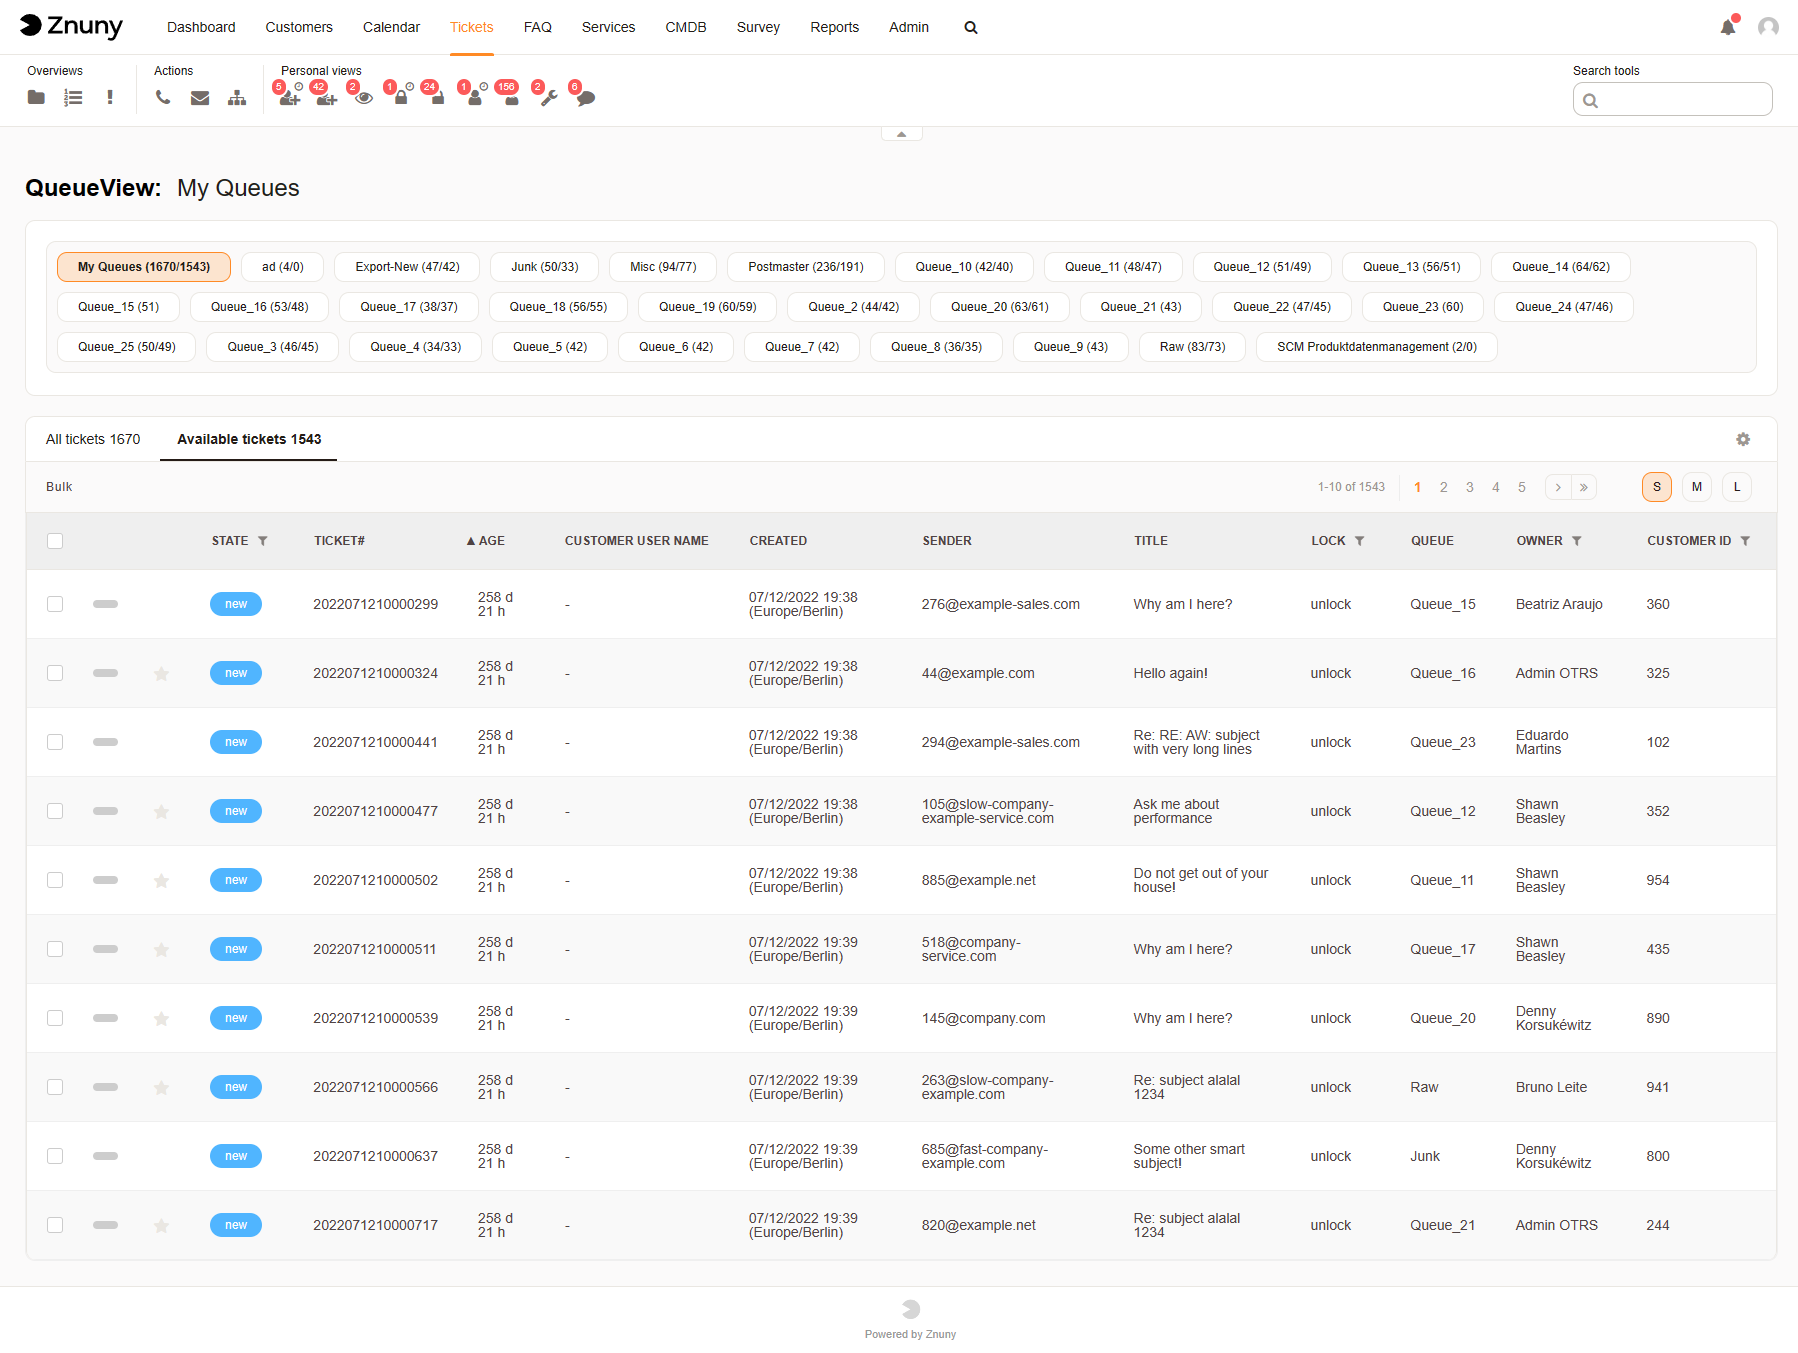 Znuny Dashboard Customers Calendar Tickets FAQ Services CMDB Survey Reports Admin
Overviews Actions Personal views Search tools
5 42 2 1 24 1 156 2 6
QueueView: My Queues
My Queues (1670/1543) ad (4/0) Export-New (47/42) Junk (50/33) Misc (94/77) Postmaster (236/191) Queue_10 (42/40) Queue_11 (48/47) Queue_12 (51/49) Queue_13 (56/51) Queue_14 (64/62)
Queue_15 (51) Queue_16 (53/48) Queue_17 (38/37) Queue_18 (56/55) Queue_19 (60/59) Queue_2 (44/42) Queue_20 (63/61) Queue_21 (43) Queue_22 (47/45) Queue_23 (60) Queue_24 (47/46)
Queue_25 (50/49) Queue_3 (46/45) Queue_4 (34/33) Queue_5 (42) Queue_6 (42) Queue_7 (42) Queue_8 (36/35) Queue_9 (43) Raw (83/73) SCM Produktdatenmanagement (2/0)
All tickets 1670 Available tickets 1543
Bulk 1-10 of 1543 1 2 3 4 5 S M L
STATE TICKET# ▲ AGE CUSTOMER USER NAME CREATED SENDER TITLE LOCK QUEUE OWNER CUSTOMER ID
new 2022071210000299 258 d 21 h - 07/12/2022 19:38 (Europe/Berlin) 276@example-sales.com Why am I here? unlock Queue_15 Beatriz Araujo 360
new 2022071210000324 258 d 21 h - 07/12/2022 19:38 (Europe/Berlin) 44@example.com Hello again! unlock Queue_16 Admin OTRS 325
new 2022071210000441 258 d 21 h - 07/12/2022 19:38 (Europe/Berlin) 294@example-sales.com Re: RE: AW: subject with very long lines unlock Queue_23 Eduardo Martins 102
new 2022071210000477 258 d 21 h - 07/12/2022 19:38 (Europe/Berlin) 105@slow-company-example-service.com Ask me about performance unlock Queue_12 Shawn Beasley 352
new 2022071210000502 258 d 21 h - 07/12/2022 19:38 (Europe/Berlin) 885@example.net Do not get out of your house! unlock Queue_11 Shawn Beasley 954
new 2022071210000511 258 d 21 h - 07/12/2022 19:39 (Europe/Berlin) 518@company-service.com Why am I here? unlock Queue_17 Shawn Beasley 435
new 2022071210000539 258 d 21 h - 07/12/2022 19:39 (Europe/Berlin) 145@company.com Why am I here? unlock Queue_20 Denny Korsukéwitz 890
new 2022071210000566 258 d 21 h - 07/12/2022 19:39 (Europe/Berlin) 263@slow-company-example.com Re: subject alalal 1234 unlock Raw Bruno Leite 941
new 2022071210000637 258 d 21 h - 07/12/2022 19:39 (Europe/Berlin) 685@fast-company-example.com Some other smart subject! unlock Junk Denny Korsukéwitz 800
new 2022071210000717 258 d 21 h - 07/12/2022 19:39 (Europe/Berlin) 820@example.net Re: subject alalal 1234 unlock Queue_21 Admin OTRS 244
Powered by Znuny